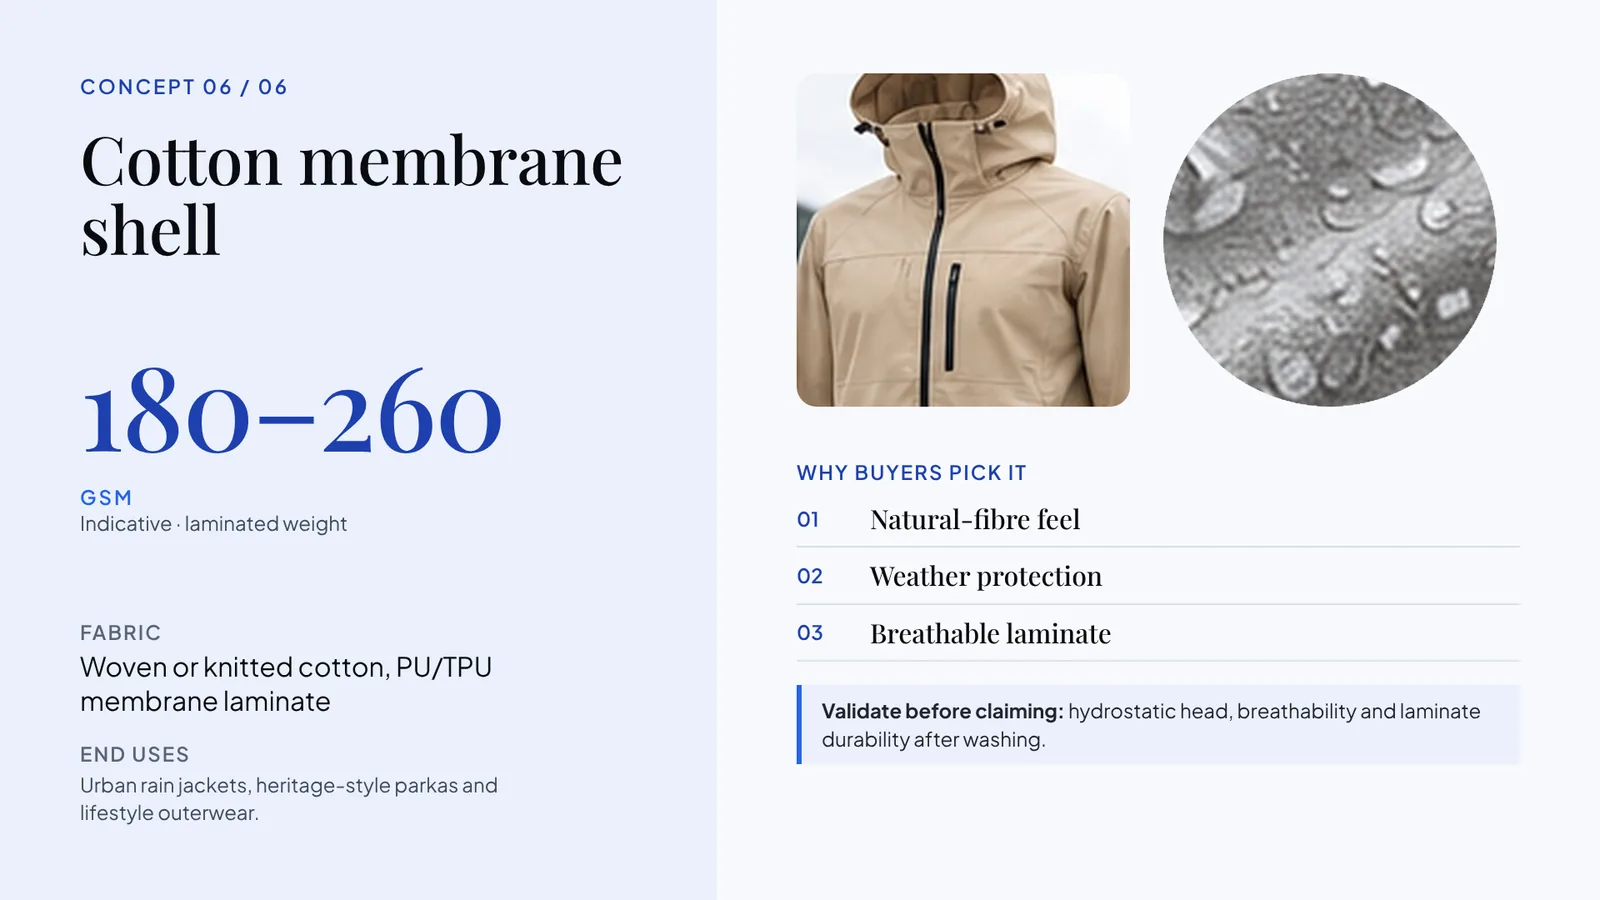 CONCEPT 06 / 06
Cotton membrane
shell
180–260
GSM
Indicative · laminated weight
FABRIC
Woven or knitted cotton, PU/TPU
membrane laminate
END USES
Urban rain jackets, heritage-style parkas and
lifestyle outerwear.
WHY BUYERS PICK IT
01 Natural-fibre feel
02 Weather protection
03 Breathable laminate
Validate before claiming: hydrostatic head, breathability and laminate
durability after washing.